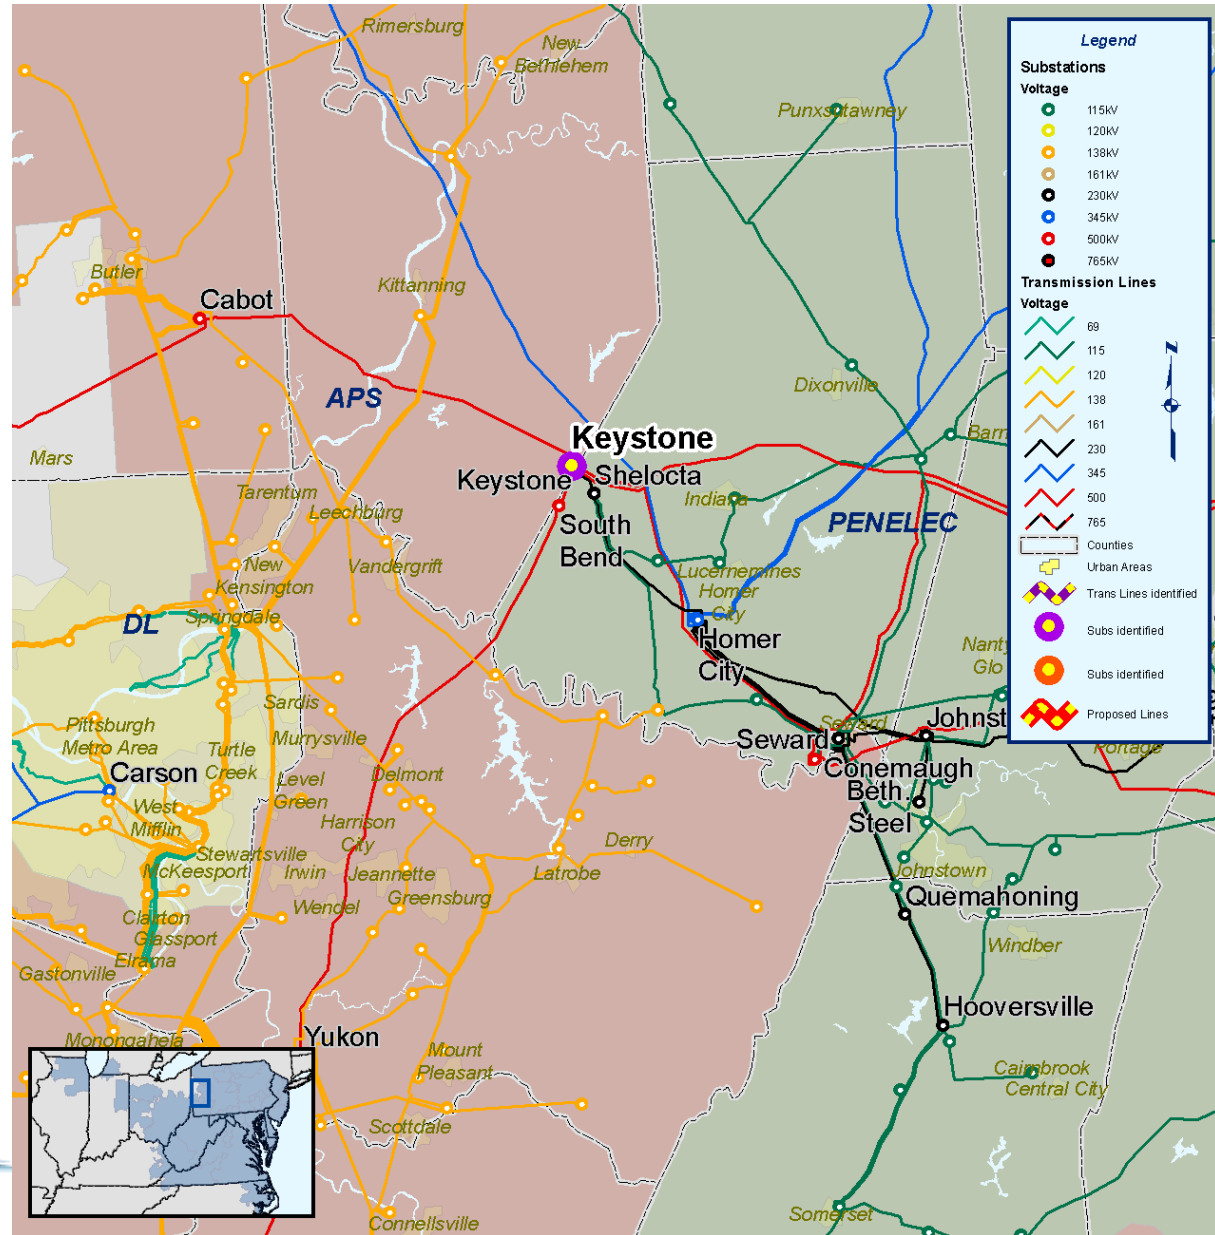 Rimersburg
New
Bethlehem
Punxsutawney
Butler
Kittanning
Cabot
APS
Dixonville
Mars
Keystone
Keystone
Shelocta
Tarentum
Leechburg
South
Bend
Indiana
PENELEC
Vandergrift
New
Kensington
Lucernemines
Homer
City
Springdale
DL
Homer
City
Nanty
Glo
Sardis
Pittsburgh
Metro Area
Murrysville
Turtle
Creek
Seward
Seward
Johnst
Conemaugh
Portage
Carson
Level
Green
Delmont
Beth.
Steel
West
Mifflin
Harrison
City
Derry
Stewartsville
McKeesport
Irwin
Jeannette
Latrobe
Johnstown
Greensburg
Wendel
Quemahoning
Clairton
Glassport
Windber
Elrama
Gastonville
Hooversville
Monongahela
Yukon
Mount
Pleasant
Cairnbrook
Central City
Scottdale
Somerset
Connellsville
Barn
Legend
Substations
Voltage
115kV
120kV
138kV
161kV
230kV
345kV
500kV
765kV
Transmission Lines
Voltage
69
115
120
138
161
230
345
500
765
Counties
Urban Areas
Trans Lines identified
Subs identified
Subs identified
Proposed Lines
N